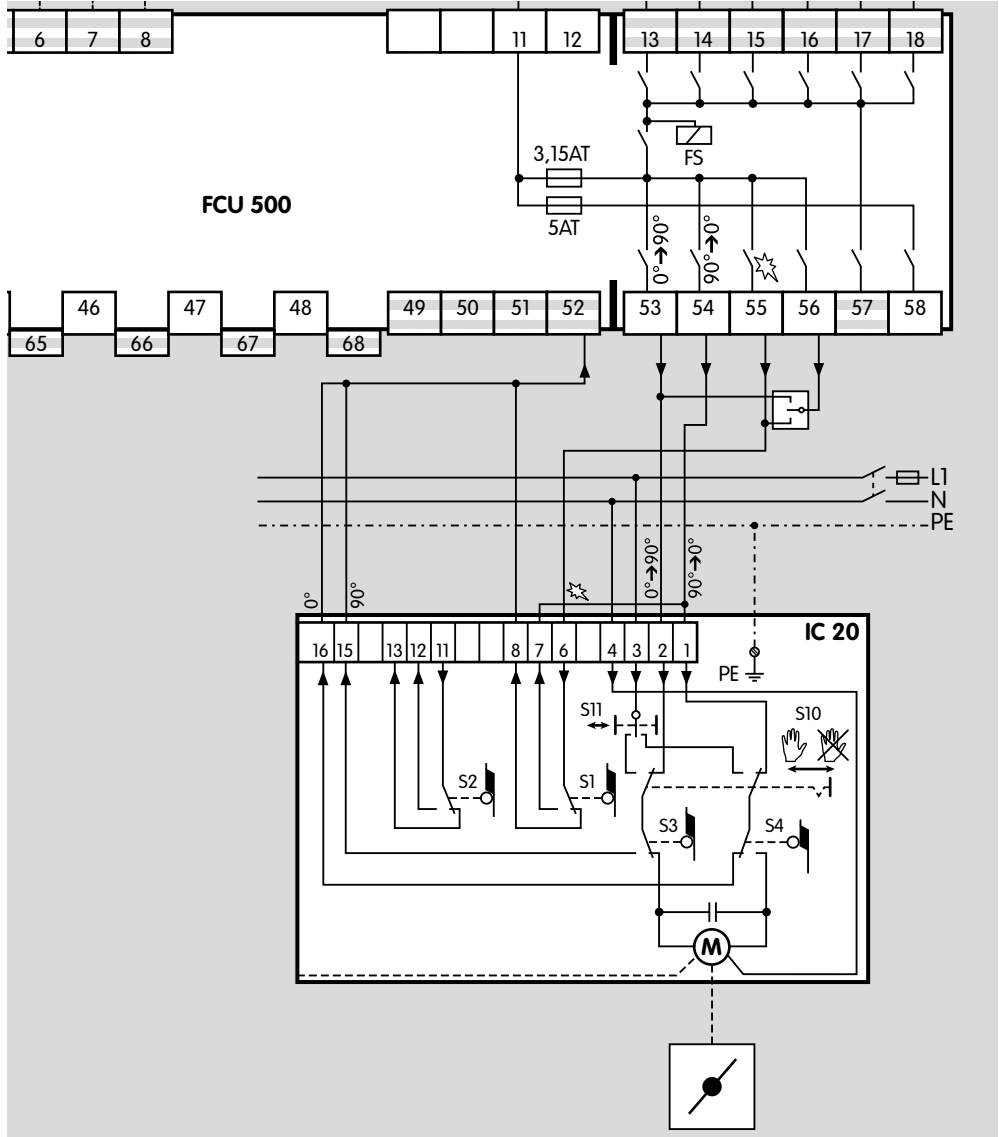 6 7 8 11 12 13 14 15 16 17 18
3,15AT
FS
FCU 500
5AT
0°➔90°
90°➔0°
46 47 48 49 50 51 52 53 54 55 56 57 58
65 66 67 68
L1
N
PE
0°
90°
0°➔90°
90°➔0°
IC 20
16 15 13 12 11 8 7 6 4 3 2 1
PE
S11
S10
S2
S1
S3
S4
M